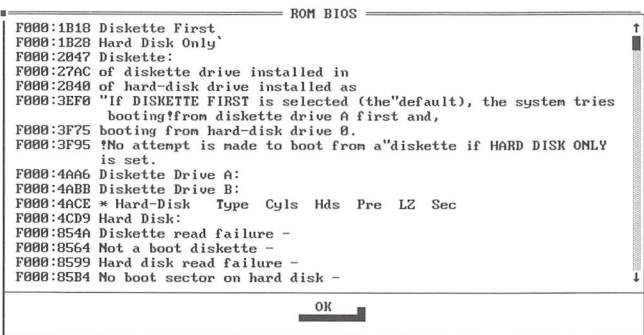 ROM BIOS
F000:1B18 Diskette First
F000:1B28 Hard Disk Only`
F000:2047 Diskette:
F000:27AC of diskette drive installed in
F000:2840 of hard-disk drive installed as
F000:3EF0 "If DISKETTE FIRST is selected (the"default), the system tries
booting!from diskette drive A first and,
F000:3F75 booting from hard-disk drive 0.
F000:3F95 !No attempt is made to boot from a"diskette if HARD DISK ONLY
is set.
F000:4AA6 Diskette Drive A:
F000:4ABB Diskette Drive B:
F000:4ACE * Hard-Disk Type Cyls Hds Pre LZ Sec
F000:4CD9 Hard Disk:
F000:854A Diskette read failure -
F000:8564 Not a boot diskette -
F000:8599 Hard disk read failure -
F000:85B4 No boot sector on hard disk -
OK